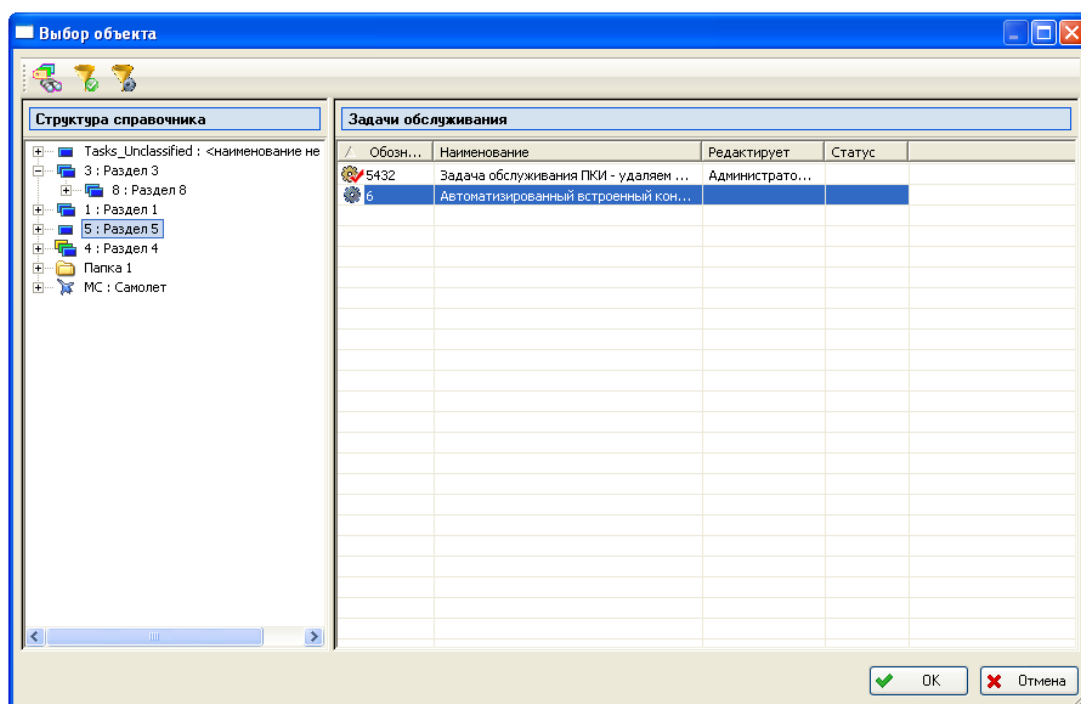 Выбор объекта
Структура справочника
Tasks_Unclassified : <наименование не
3 : Раздел 3
8 : Раздел 8
1 : Раздел 1
5 : Раздел 5
4 : Раздел 4
Папка 1
МС : Самолет
Задачи обслуживания
Обозн... Наименование Редактирует Статус
5432 Задача обслуживания ПКИ - удаляем ... Администрато...
6 Автоматизированный встроенный кон...
OK Отмена